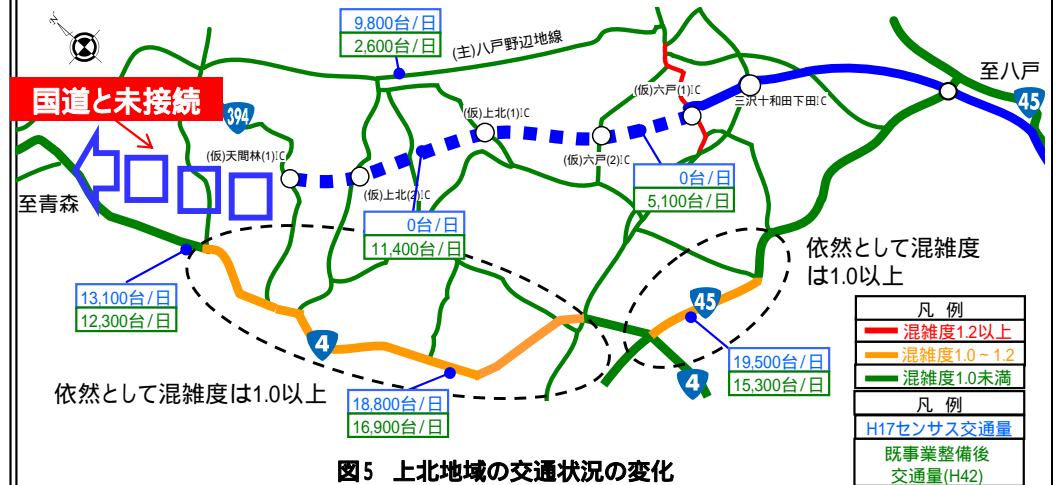 N
9,800台/日
2,600台/日
(主)八戸野辺地線
至八戸
45
国道と未接続
394
(仮)六戸(1)IC
三沢十和田下田IC
(仮)上北(1)IC
(仮)天間林(1)IC
(仮)六戸(2)IC
(仮)上北(2)IC
0台/日
5,100台/日
至青森
0台/日
11,400台/日
依然として混雑度
は1.0以上
13,100台/日
12,300台/日
45
4
19,500台/日
15,300台/日
4
依然として混雑度は1.0以上
18,800台/日
16,900台/日
凡 例
混雑度1.2以上
混雑度1.0~1.2
混雑度1.0未満
凡 例
H17センサス交通量
既事業整備後
交通量(H42)
図5 上北地域の交通状況の変化